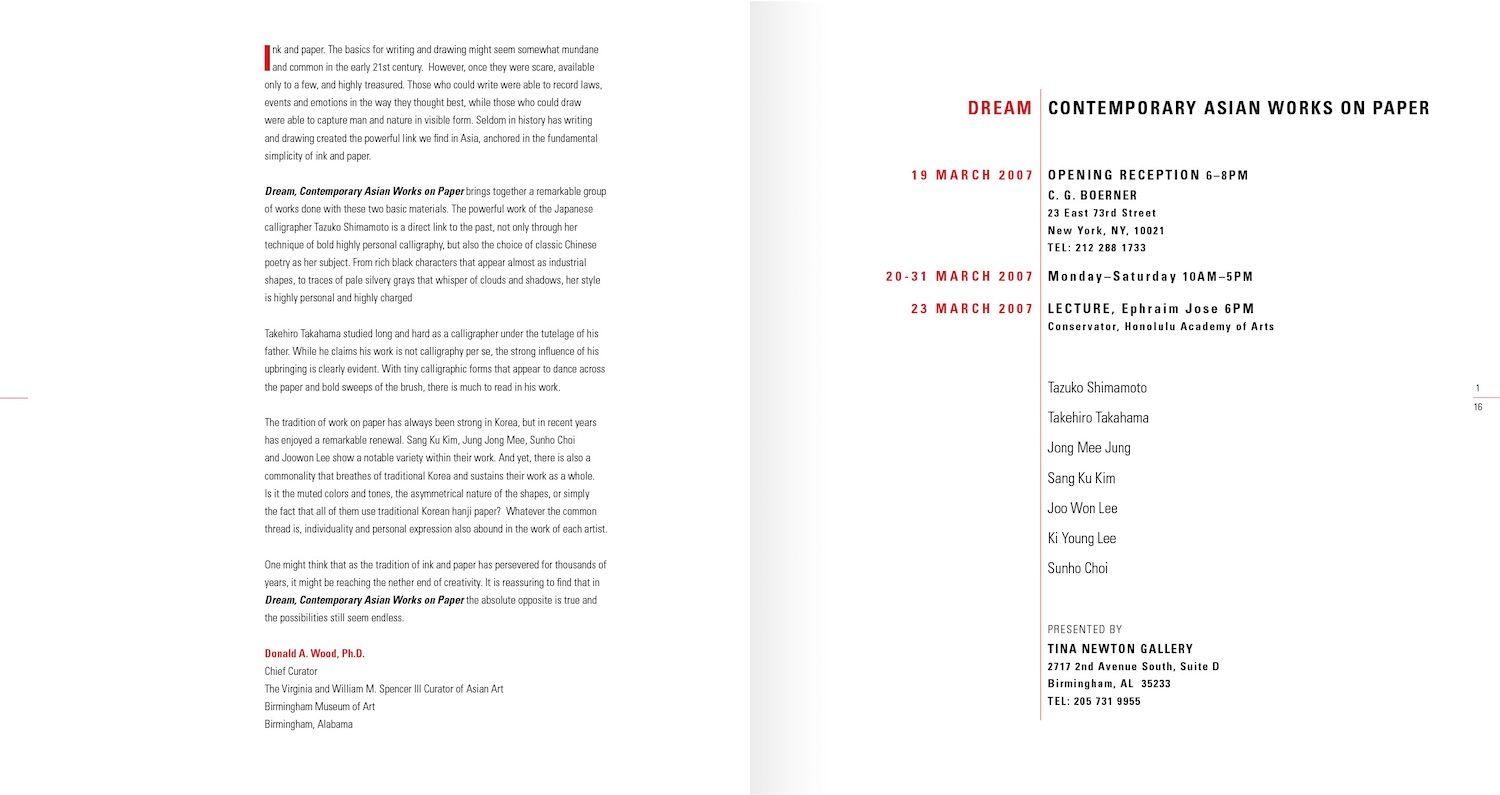 Ink and paper. The basics for writing and drawing might seem somewhat mundane
and common in the early 21st century.  However, once they were scare, available
only to a few, and highly treasured. Those who could write were able to record laws,
events and emotions in the way they thought best, while those who could draw
were able to capture man and nature in visible form. Seldom in history has writing
and drawing created the powerful link we find in Asia, anchored in the fundamental
simplicity of ink and paper.
Dream, Contemporary Asian Works on Paper brings together a remarkable group
of works done with these two basic materials. The powerful work of the Japanese
calligrapher Tazuko Shimamoto is a direct link to the past, not only through her
technique of bold highly personal calligraphy, but also the choice of classic Chinese
poetry as her subject. From rich black characters that appear almost as industrial
shapes, to traces of pale silvery grays that whisper of clouds and shadows, her style
is highly personal and highly charged
Takehiro Takahama studied long and hard as a calligrapher under the tutelage of his
father. While he claims his work is not calligraphy per se, the strong influence of his
upbringing is clearly evident. With tiny calligraphic forms that appear to dance across
the paper and bold sweeps of the brush, there is much to read in his work.
The tradition of work on paper has always been strong in Korea, but in recent years
has enjoyed a remarkable renewal. Sang Ku Kim, Jung Jong Mee, Sunho Choi
and Joowon Lee show a notable variety within their work. And yet, there is also a
commonality that breathes of traditional Korea and sustains their work as a whole.
Is it the muted colors and tones, the asymmetrical nature of the shapes, or simply
the fact that all of them use traditional Korean hanji paper?  Whatever the common
thread is, individuality and personal expression also abound in the work of each artist.
One might think that as the tradition of ink and paper has persevered for thousands of
years, it might be reaching the nether end of creativity. It is reassuring to find that in
Dream, Contemporary Asian Works on Paper the absolute opposite is true and
the possibilities still seem endless.
Donald A. Wood, Ph.D.
Chief Curator
The Virginia and William M. Spencer III Curator of Asian Art
Birmingham Museum of Art
Birmingham, Alabama
DREAM CONTEMPORARY ASIAN WORKS ON PAPER
19 MARCH 2007 OPENING RECEPTION 6–8PM
C. G. BOERNER
23 East 73rd Street
New York, NY, 10021
TEL: 212 288 1733
20-31 MARCH 2007 Monday–Saturday 10AM–5PM
23 MARCH 2007 LECTURE, Ephraim Jose 6PM
Conservator, Honolulu Academy of Arts
Tazuko Shimamoto
Takehiro Takahama
Jong Mee Jung
Sang Ku Kim
Joo Won Lee
Ki Young Lee
Sunho Choi
PRESENTED BY
TINA NEWTON GALLERY
2717 2nd Avenue South, Suite D
Birmingham, AL  35233
TEL: 205 731 9955
1
16